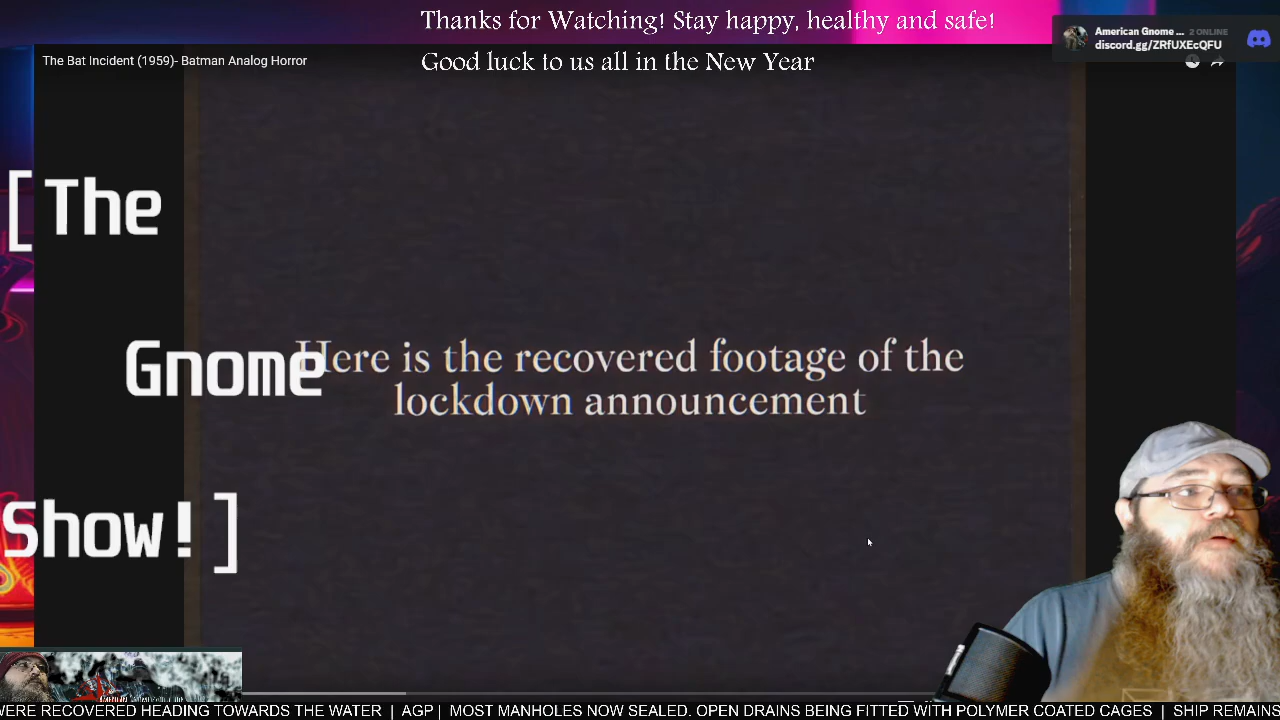 Thanks for Watching! Stay happy, healthy and safe!
Good luck to us all in the New Year
American Gnome ... 2 ONLINE
discord.gg/ZRfUXEcQFU
The Bat Incident (1959)- Batman Analog Horror
[The
Gnome
Show!]
Here is the recovered footage of the
lockdown announcement
WERE RECOVERED HEADING TOWARDS THE WATER | AGP | MOST MANHOLES NOW SEALED. OPEN DRAINS BEING FITTED WITH POLYMER COATED CAGES | SHIP REMAINS